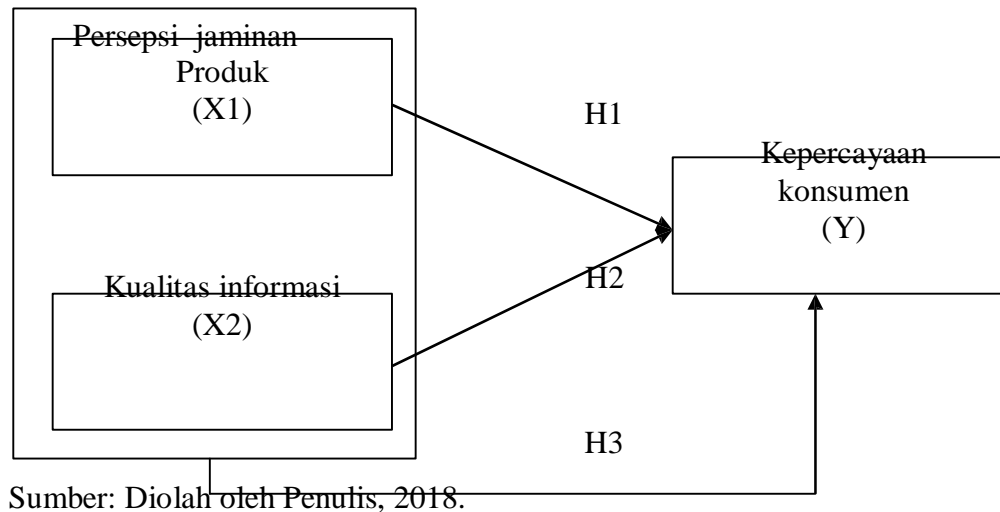 Persepsi jaminan
Produk
(X1)
H1
Kepercayaan
konsumen
(Y)
Kualitas informasi
(X2)
H2
H3
Sumber: Diolah oleh Penulis, 2018.